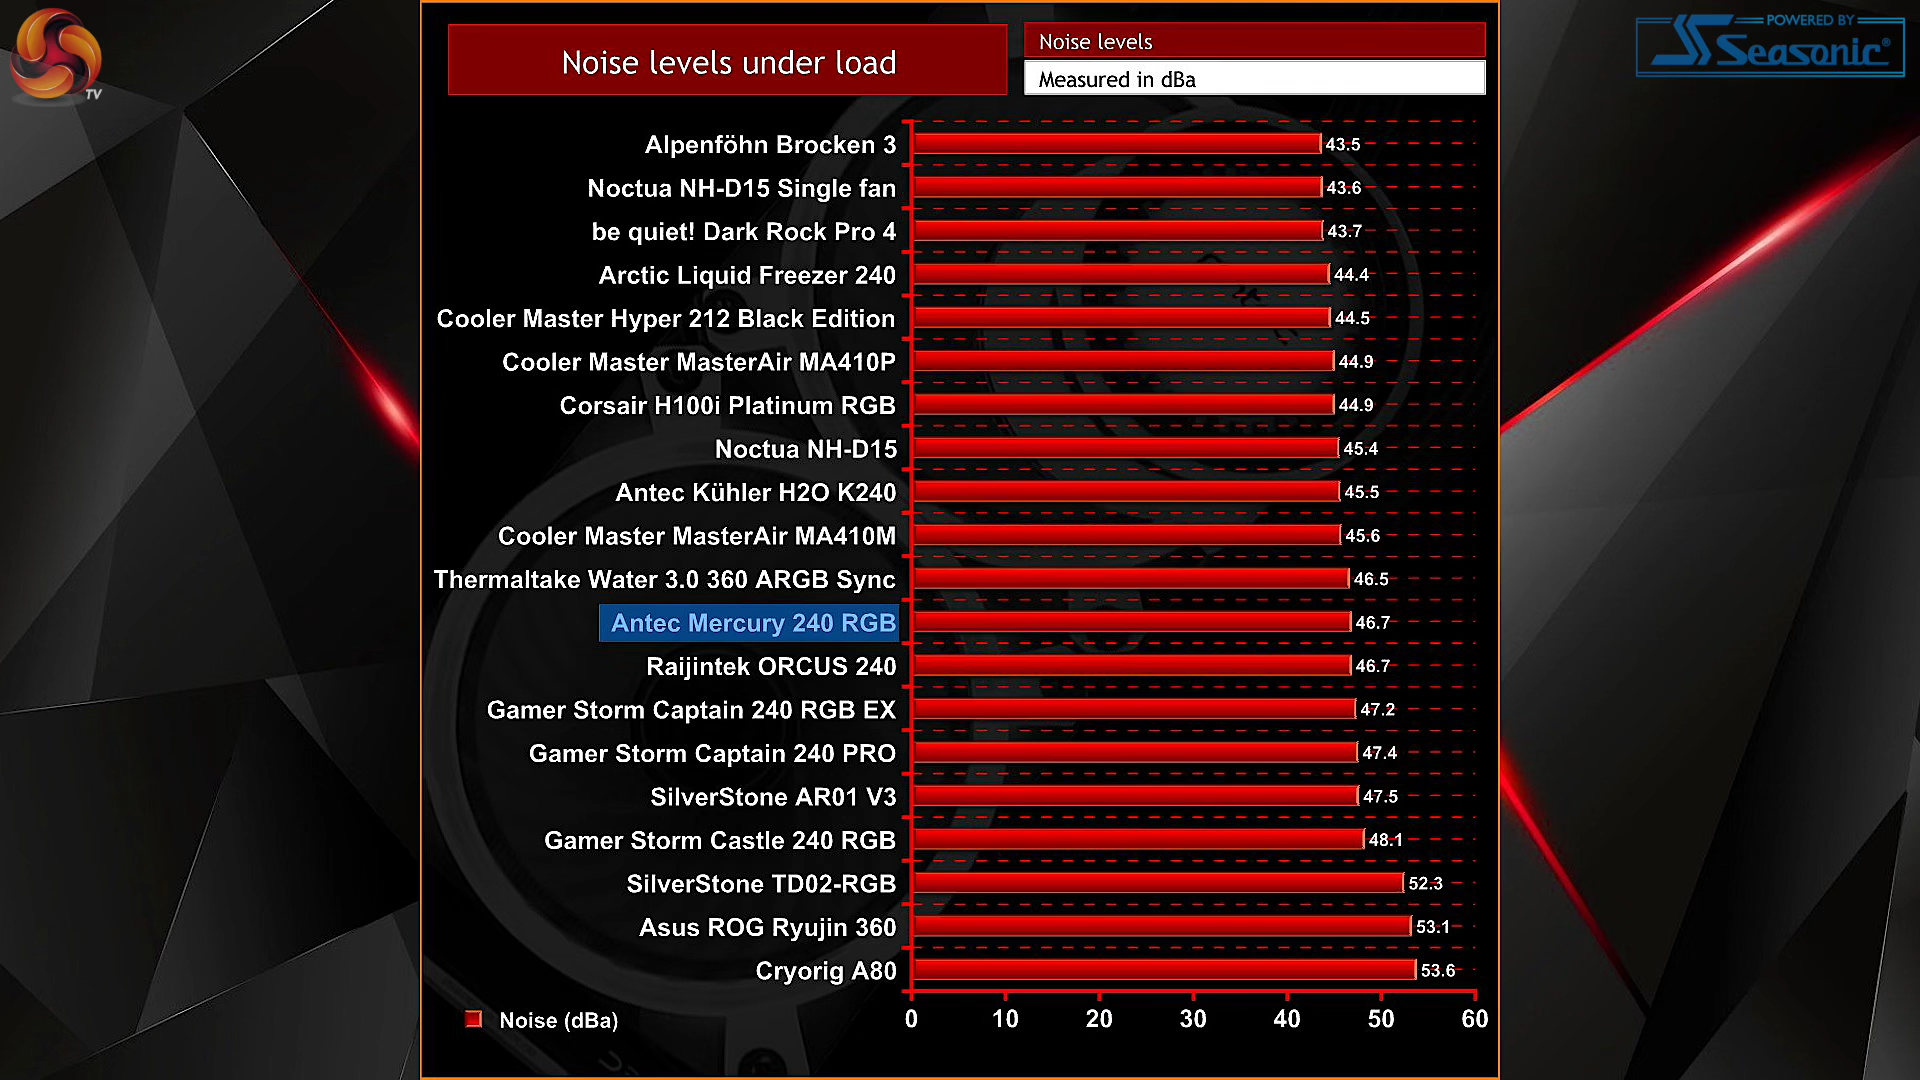 TV
Noise levels under load
Noise levels
Measured in dBa
POWERED BY
Seasonic®
Alpenföhn Brocken 3 43.5
Noctua NH-D15 Single fan 43.6
be quiet! Dark Rock Pro 4 43.7
Arctic Liquid Freezer 240 44.4
Cooler Master Hyper 212 Black Edition 44.5
Cooler Master MasterAir MA410P 44.9
Corsair H100i Platinum RGB 44.9
Noctua NH-D15 45.4
Antec Kühler H2O K240 45.5
Cooler Master MasterAir MA410M 45.6
Thermaltake Water 3.0 360 ARGB Sync 46.5
Antec Mercury 240 RGB 46.7
Raijintek ORCUS 240 46.7
Gamer Storm Captain 240 RGB EX 47.2
Gamer Storm Captain 240 PRO 47.4
SilverStone AR01 V3 47.5
Gamer Storm Castle 240 RGB 48.1
SilverStone TD02-RGB 52.3
Asus ROG Ryujin 360 53.1
Cryorig A80 53.6
0 10 20 30 40 50 60
Noise (dBa)